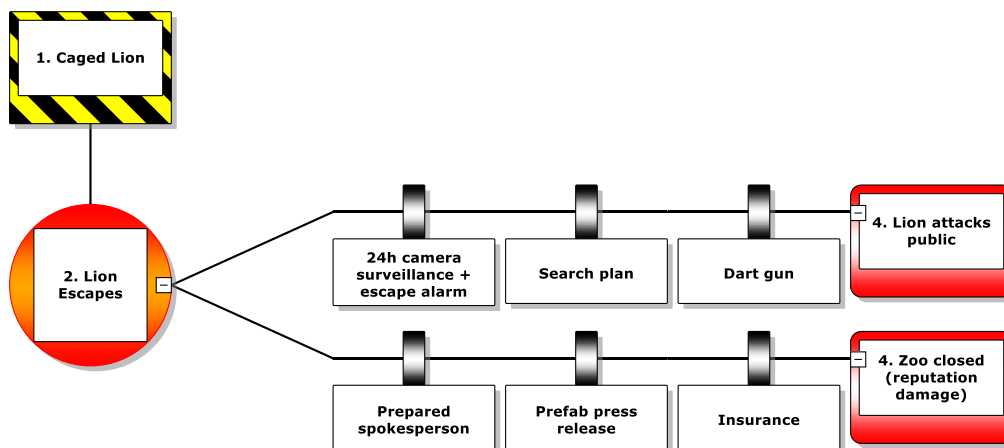 1. Caged Lion
2. Lion
Escapes
24h camera
surveillance +
escape alarm
Search plan
Dart gun
4. Lion attacks
public
Prepared
spokesperson
Prefab press
release
Insurance
4. Zoo closed
(reputation
damage)